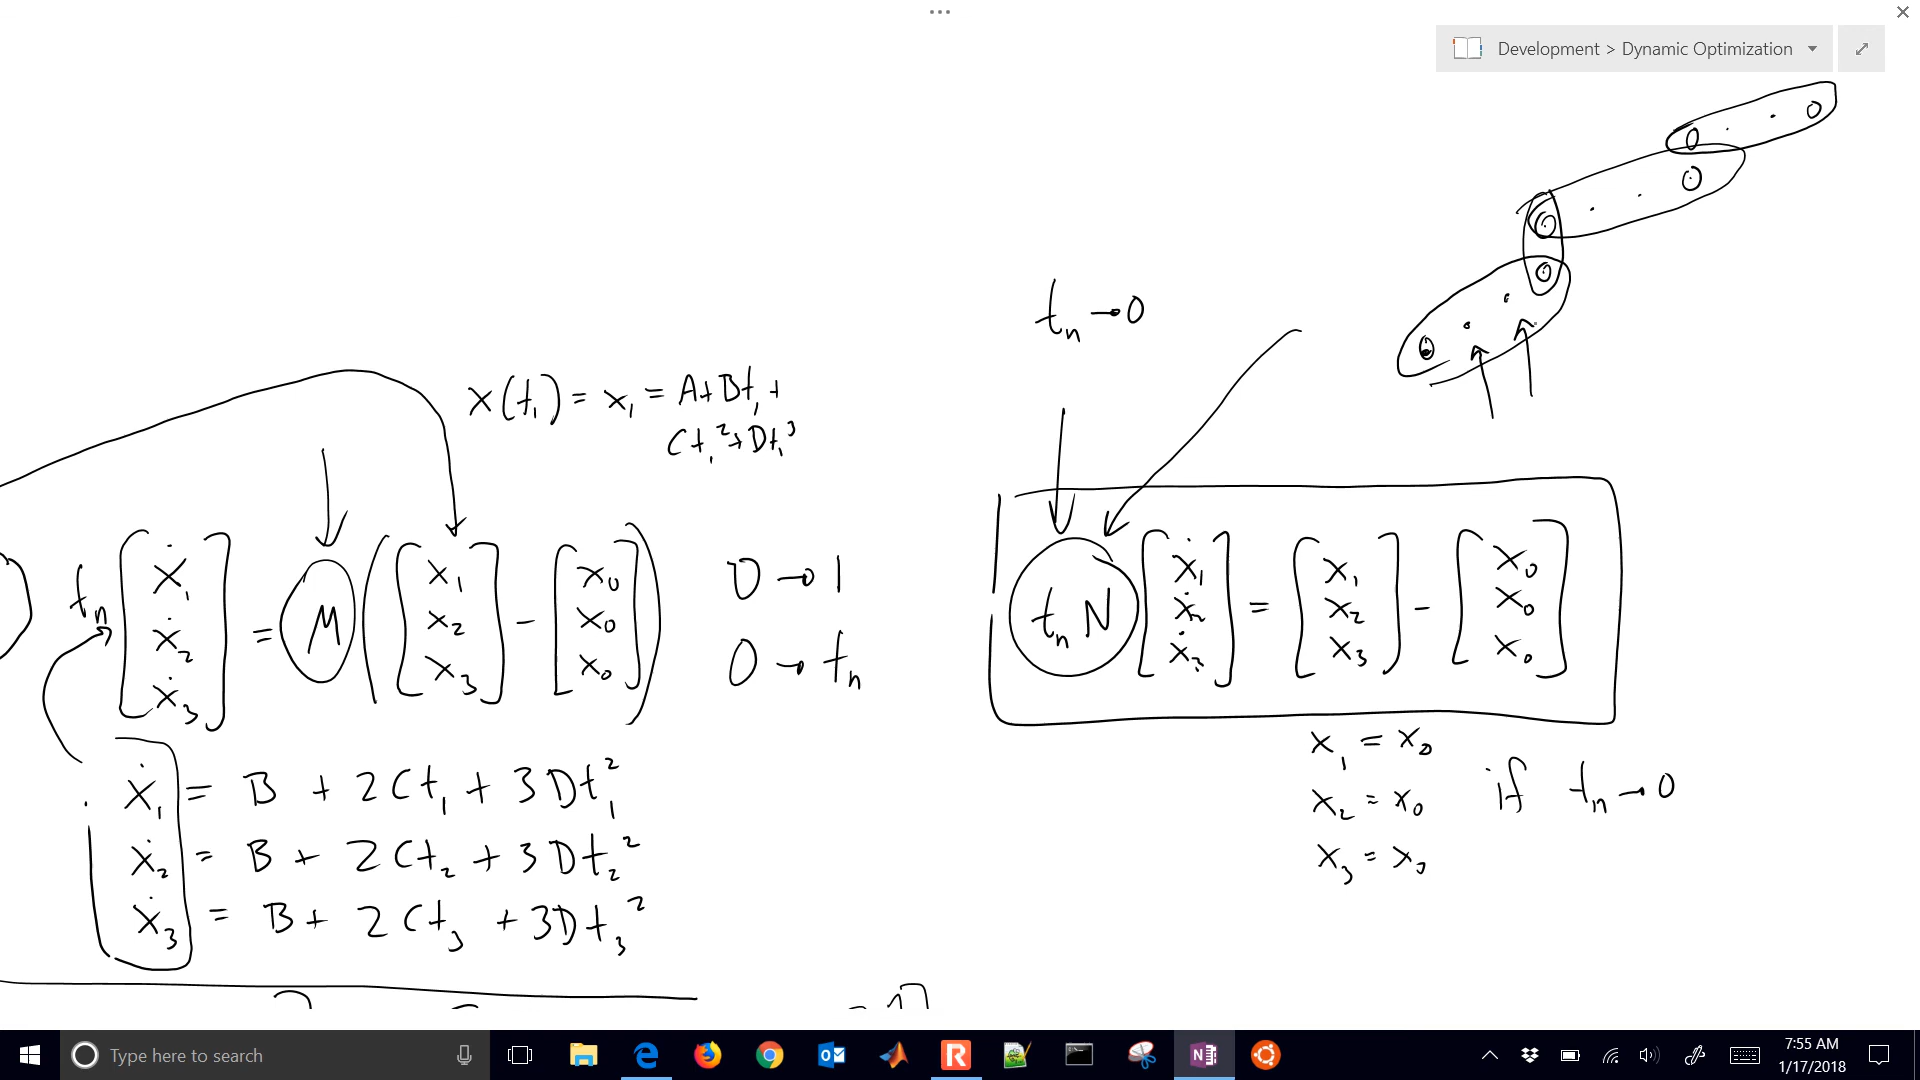 Development > Dynamic Optimization
tₙ → 0
x(t₁) = x₁ = A + Bt₁ +
Ct₁² + Dt₁³
tₙ [ẋ₁ ẋ₂ ẋ₃] = M ([x₁ x₂ x₃] − [x₀ x₀ x₀])
0 → 1
0 → tₙ
tₙ N [ẋ₁ ẋ₂ ẋ₃] = [x₁ x₂ x₃] − [x₀ x₀ x₀]
ẋ₁ = B + 2Ct₁ + 3Dt₁²
ẋ₂ = B + 2Ct₂ + 3Dt₂²
ẋ₃ = B + 2Ct₃ + 3Dt₃²
x₁ = x₀
x₂ = x₀ if tₙ → 0
x₃ = x₀
Type here to search
7:55 AM
1/17/2018